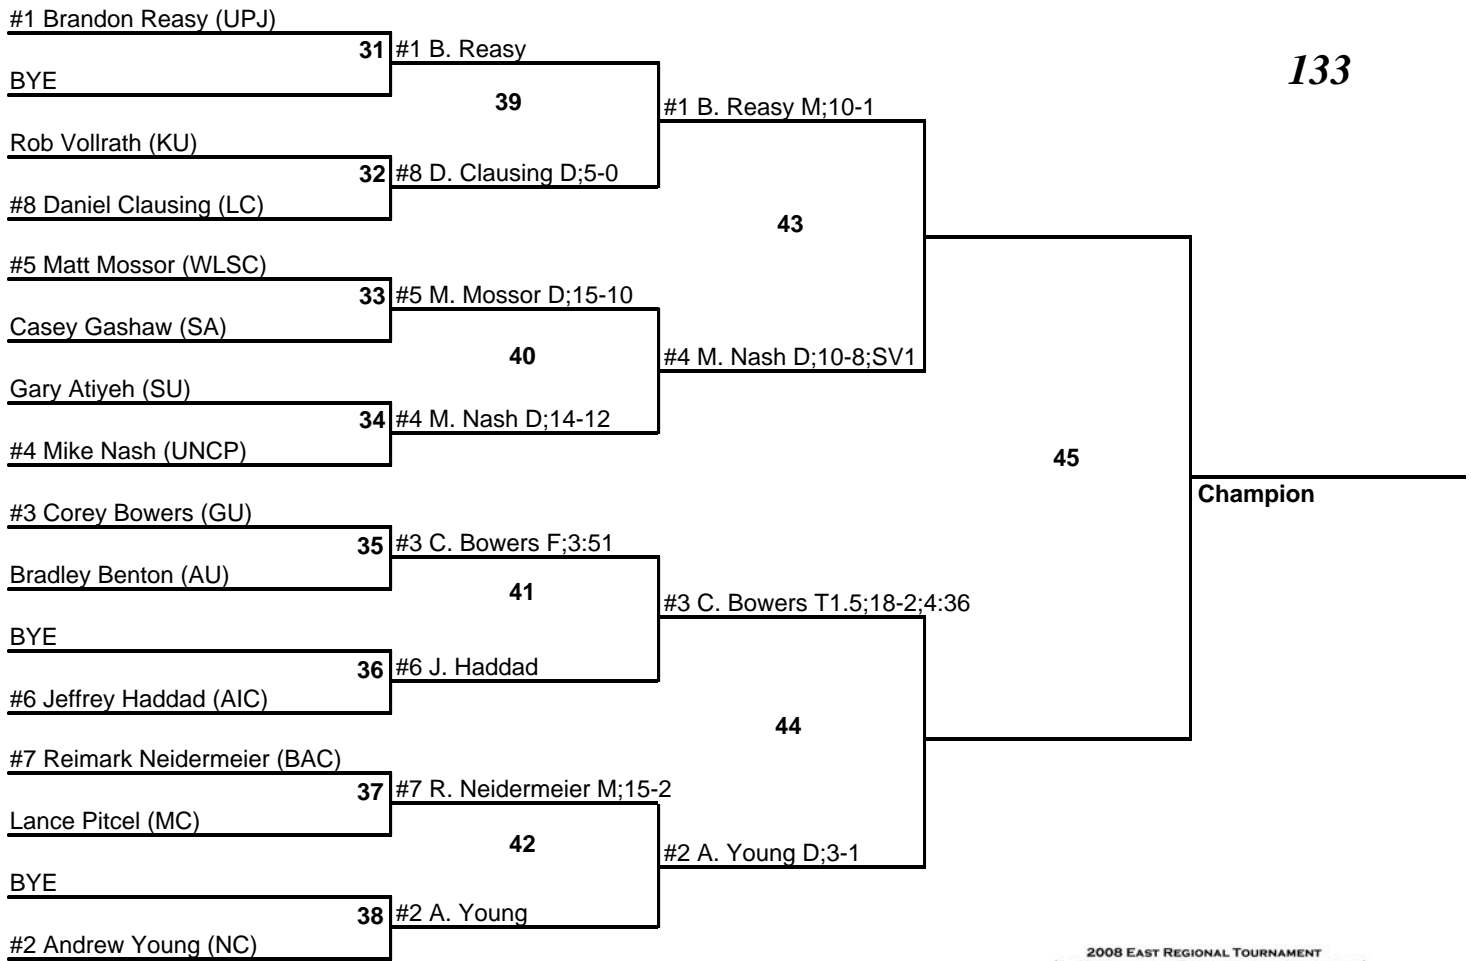 #1 Brandon Reasy (UPJ)
31 #1 B. Reasy
BYE
39
#1 B. Reasy M;10-1
133
Rob Vollrath (KU)
32 #8 D. Clausing D;5-0
#8 Daniel Clausing (LC)
43
#5 Matt Mossor (WLSC)
33 #5 M. Mossor D;15-10
Casey Gashaw (SA)
40
#4 M. Nash D;10-8;SV1
Gary Atiyeh (SU)
34 #4 M. Nash D;14-12
#4 Mike Nash (UNCP)
45
Champion
#3 Corey Bowers (GU)
35 #3 C. Bowers F;3:51
Bradley Benton (AU)
41
#3 C. Bowers T1.5;18-2;4:36
BYE
36 #6 J. Haddad
#6 Jeffrey Haddad (AIC)
44
#7 Reimark Neidermeier (BAC)
37 #7 R. Neidermeier M;15-2
Lance Pitcel (MC)
42
#2 A. Young D;3-1
BYE
38 #2 A. Young
#2 Andrew Young (NC)
2008 EAST REGIONAL TOURNAMENT